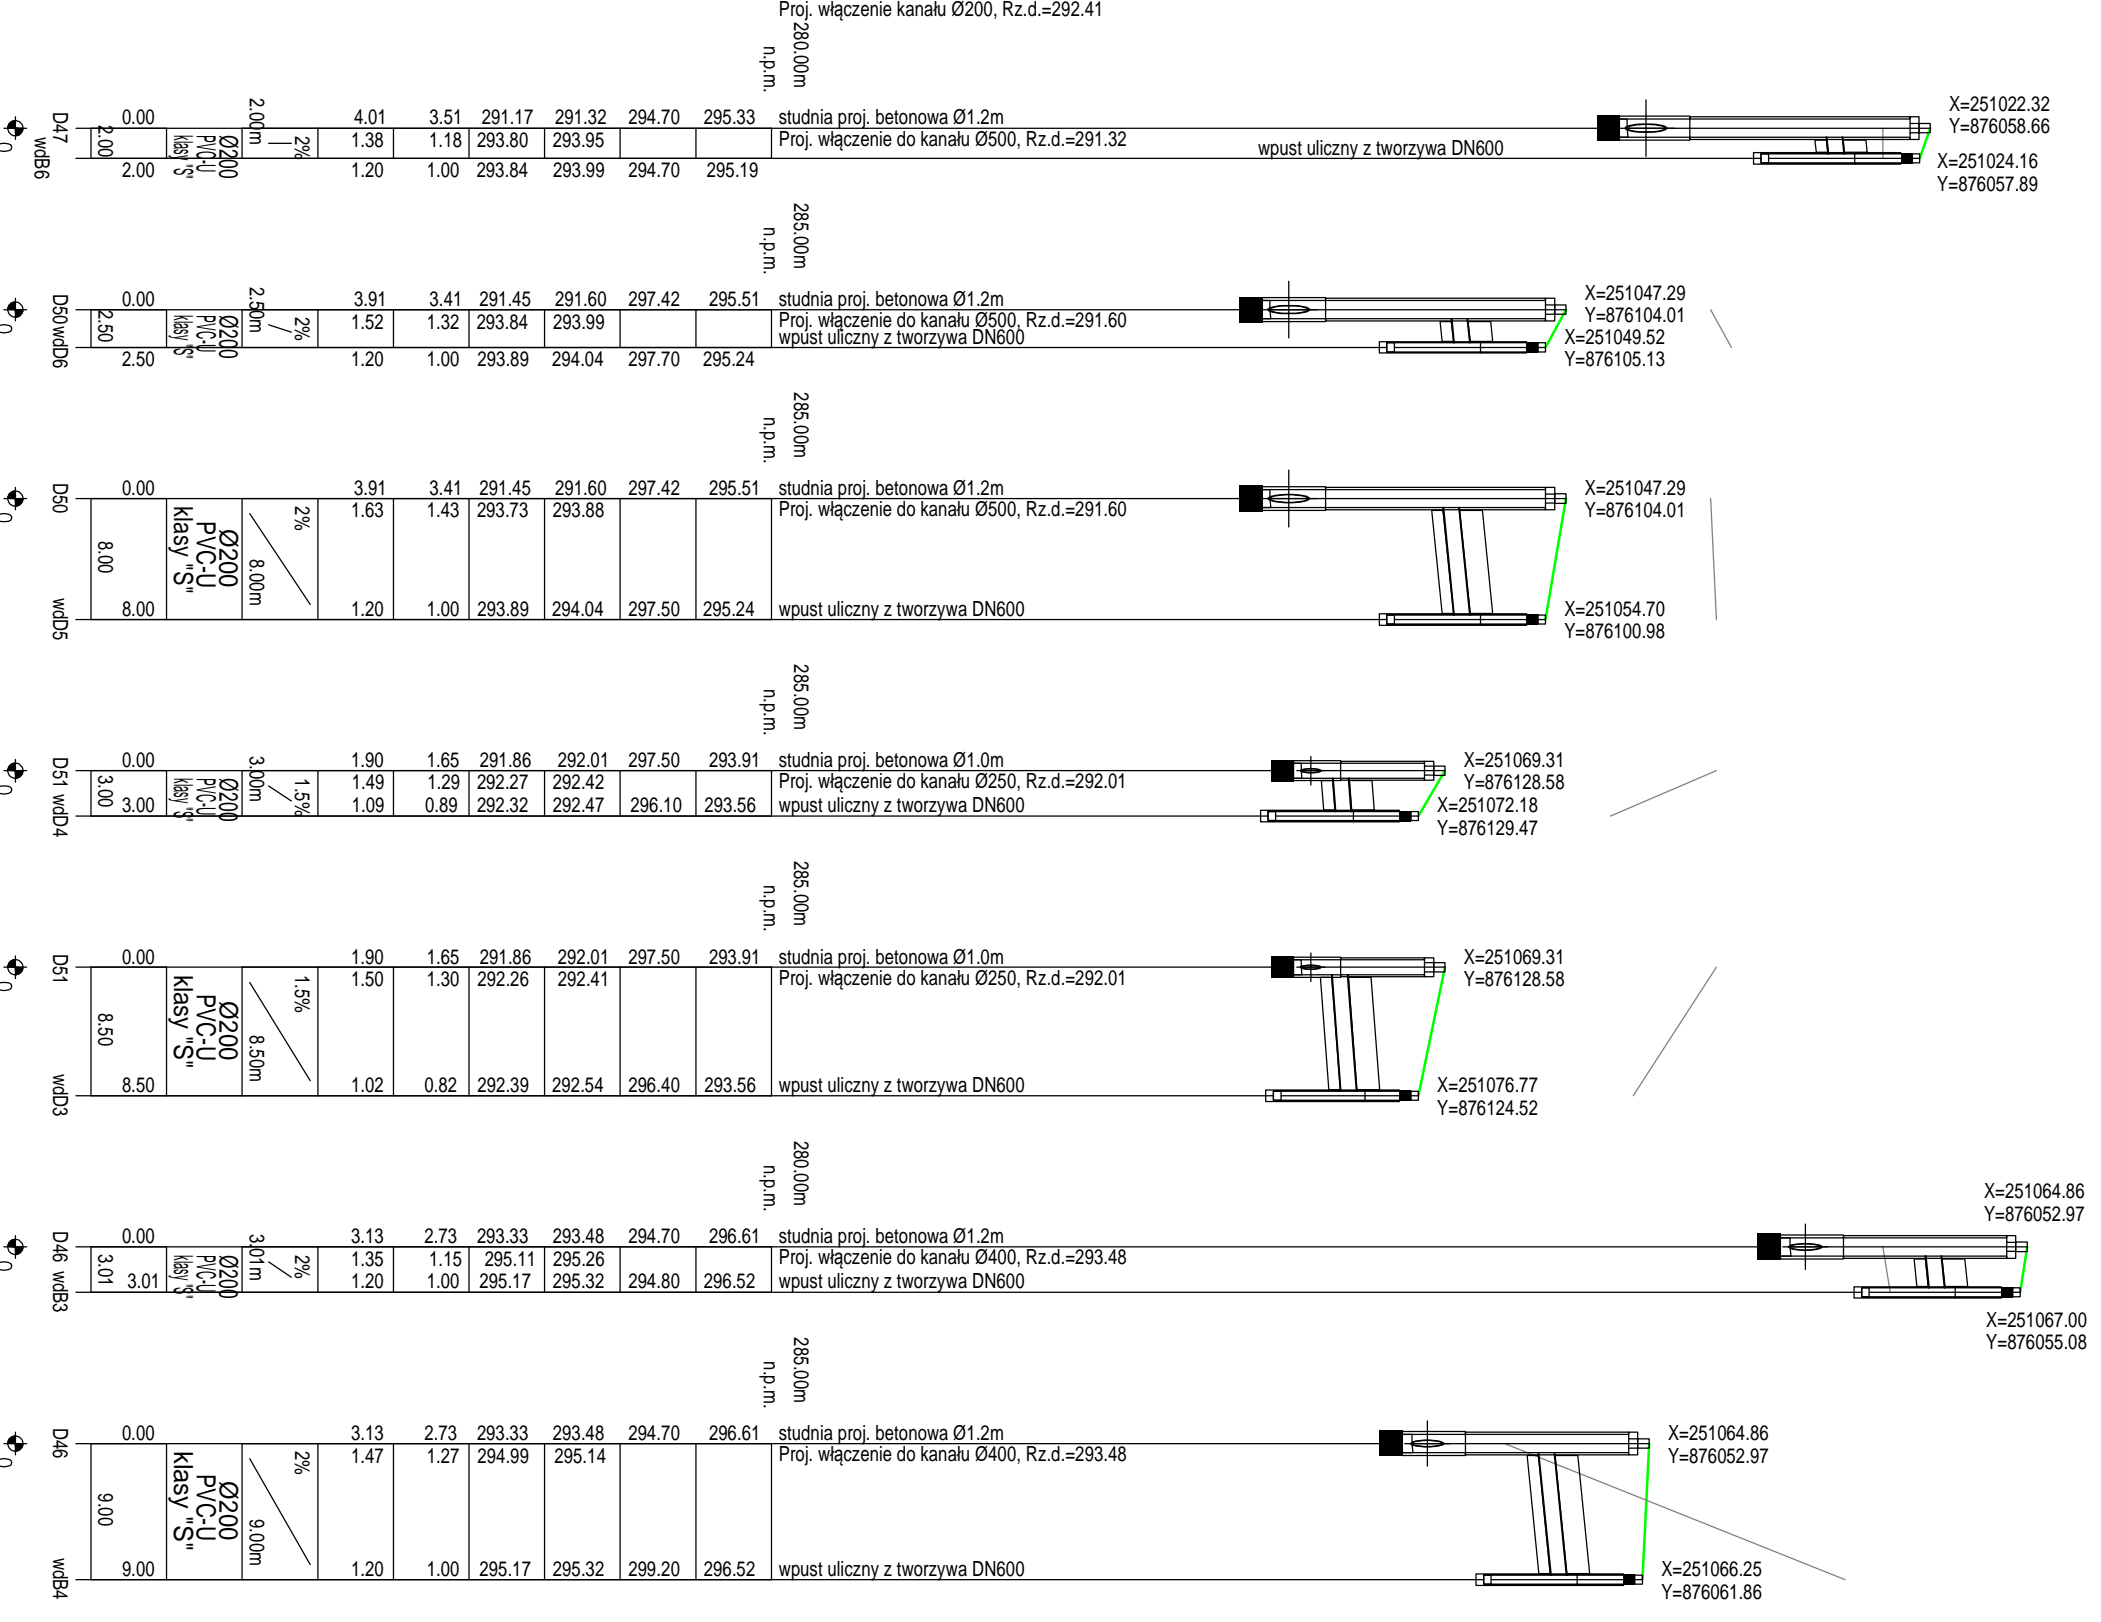 Proj. włączenie kanału Ø200, Rz.d.=292.41
280.00m
n.p.m.
D47
wdB6
0.00
2.00
2.00
Ø200
PVC-U
klasy "S"
2.00m
2%
4.01 3.51 291.17 291.32 294.70 295.33
1.38 1.18 293.80 293.95
1.20 1.00 293.84 293.99 294.70 295.19
studnia proj. betonowa Ø1.2m
Proj. włączenie do kanału Ø500, Rz.d.=291.32
wpust uliczny z tworzywa DN600
X=251022.32
Y=876058.66
X=251024.16
Y=876057.89
0
285.00m
n.p.m.
D50
wdD6
0.00
2.50
2.50
Ø200
PVC-U
klasy "S"
2.50m
2%
3.91 3.41 291.45 291.60 297.42 295.51
1.52 1.32 293.84 293.99
1.20 1.00 293.89 294.04 297.70 295.24
studnia proj. betonowa Ø1.2m
Proj. włączenie do kanału Ø500, Rz.d.=291.60
wpust uliczny z tworzywa DN600
X=251047.29
Y=876104.01
X=251049.52
Y=876105.13
0
285.00m
n.p.m.
D50
wdD5
0.00
8.00
8.00
Ø200
PVC-U
klasy "S"
8.00m
2%
3.91 3.41 291.45 291.60 297.42 295.51
1.63 1.43 293.73 293.88
1.20 1.00 293.89 294.04 297.50 295.24
studnia proj. betonowa Ø1.2m
Proj. włączenie do kanału Ø500, Rz.d.=291.60
wpust uliczny z tworzywa DN600
X=251047.29
Y=876104.01
X=251054.70
Y=876100.98
0
285.00m
n.p.m.
D51
wdD4
0.00
3.00
3.00
Ø200
PVC-U
klasy "S"
3.00m
1.5%
1.90 1.65 291.86 292.01 297.50 293.91
1.49 1.29 292.27 292.42
1.09 0.89 292.32 292.47 296.10 293.56
studnia proj. betonowa Ø1.0m
Proj. włączenie do kanału Ø250, Rz.d.=292.01
wpust uliczny z tworzywa DN600
X=251069.31
Y=876128.58
X=251072.18
Y=876129.47
0
285.00m
n.p.m.
D51
wdD3
0.00
8.50
8.50
Ø200
PVC-U
klasy "S"
8.50m
1.5%
1.90 1.65 291.86 292.01 297.50 293.91
1.50 1.30 292.26 292.41
1.02 0.82 292.39 292.54 296.40 293.56
studnia proj. betonowa Ø1.0m
Proj. włączenie do kanału Ø250, Rz.d.=292.01
wpust uliczny z tworzywa DN600
X=251069.31
Y=876128.58
X=251076.77
Y=876124.52
0
280.00m
n.p.m.
D46
wdB3
0.00
3.01
3.01
Ø200
PVC-U
klasy "S"
3.01m
2%
3.13 2.73 293.33 293.48 294.70 296.61
1.35 1.15 295.11 295.26
1.20 1.00 295.17 295.32 294.80 296.52
studnia proj. betonowa Ø1.2m
Proj. włączenie do kanału Ø400, Rz.d.=293.48
wpust uliczny z tworzywa DN600
X=251064.86
Y=876052.97
X=251067.00
Y=876055.08
0
285.00m
n.p.m.
D46
wdB4
0.00
9.00
9.00
Ø200
PVC-U
klasy "S"
9.00m
2%
3.13 2.73 293.33 293.48 294.70 296.61
1.47 1.27 294.99 295.14
1.20 1.00 295.17 295.32 299.20 296.52
studnia proj. betonowa Ø1.2m
Proj. włączenie do kanału Ø400, Rz.d.=293.48
wpust uliczny z tworzywa DN600
X=251064.86
Y=876052.97
X=251066.25
Y=876061.86
0